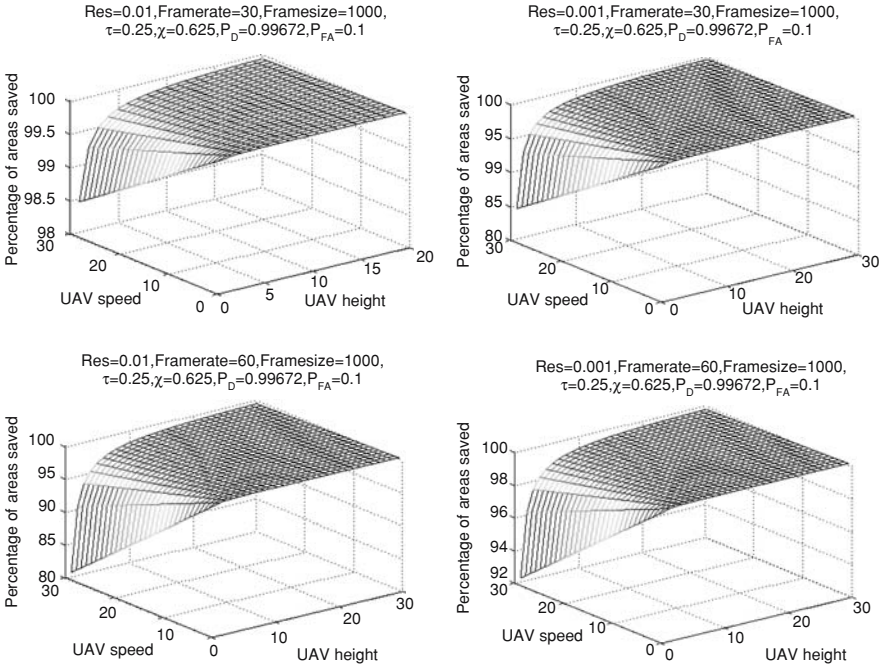 Res=0.01,Framerate=30,Framesize=1000,
τ=0.25,χ=0.625,P_D=0.99672,P_FA=0.1
Percentage of areas saved
100
99.5
99
98.5
98
30
20
10
0
UAV speed
0
5
10
15
20
UAV height
Res=0.001,Framerate=30,Framesize=1000,
τ=0.25,χ=0.625,P_D=0.99672,P_FA=0.1
Percentage of areas saved
100
95
99
85
80
30
20
10
0
UAV speed
0
10
20
30
UAV height
Res=0.01,Framerate=60,Framesize=1000,
τ=0.25,χ=0.625,P_D=0.99672,P_FA=0.1
Percentage of areas saved
100
95
90
85
80
30
20
10
0
UAV speed
10
20
30
UAV height
Res=0.001,Framerate=60,Framesize=1000,
τ=0.25,χ=0.625,P_D=0.99672,P_FA=0.1
Percentage of areas saved
100
98
96
94
92
30
20
10
0
UAV speed
0
10
20
30
UAV height